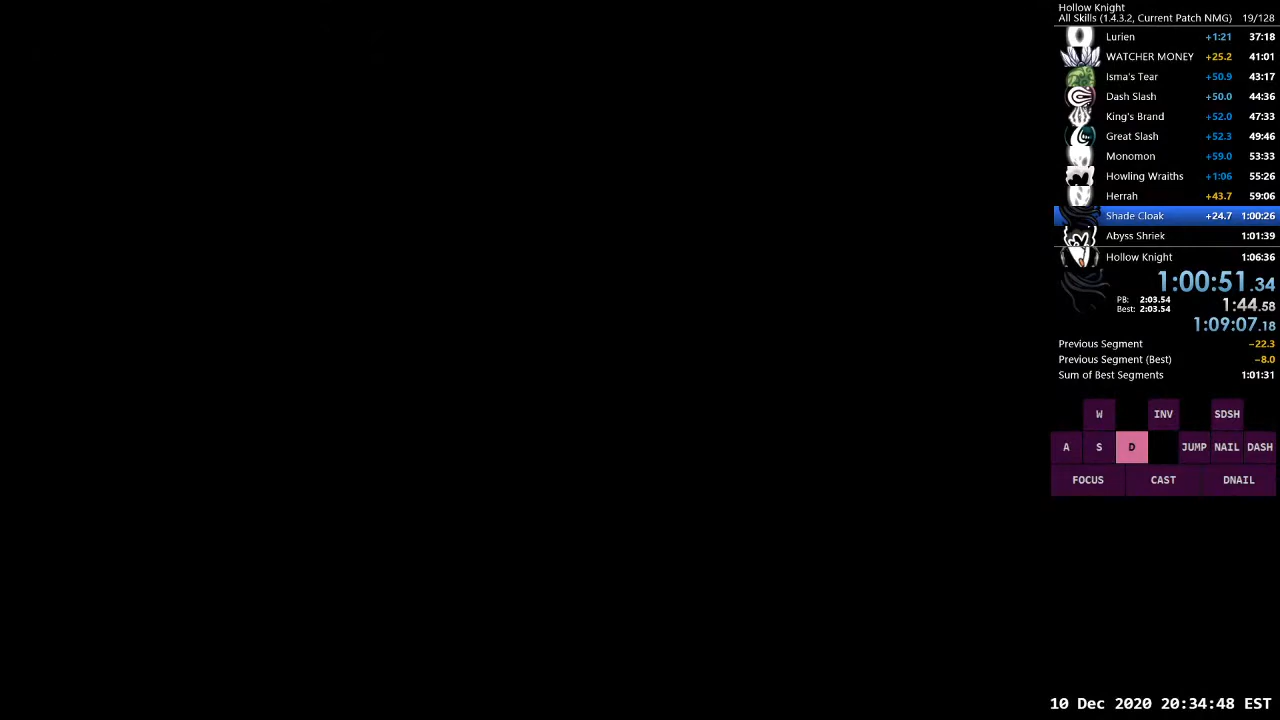 Hollow Knight
All Skills (1.4.3.2, Current Patch NMG) 19/128
Lurien +1:21 37:18
WATCHER MONEY +25.2 41:01
Isma's Tear +50.9 43:17
Dash Slash +50.0 44:36
King's Brand +52.0 47:33
Great Slash +52.3 49:46
Monomon +59.0 53:33
Howling Wraiths +1:06 55:26
Herrah +43.7 59:06
Shade Cloak +24.7 1:00:26
Abyss Shriek 1:01:39
Hollow Knight 1:06:36
1:00:51.34
PB: 2:03.54 1:44.58
Best: 2:03.54
1:09:07.18
Previous Segment −22.3
Previous Segment (Best) −8.0
Sum of Best Segments 1:01:31
W INV SDSH
A S D JUMP NAIL DASH
FOCUS CAST DNAIL
10 Dec 2020 20:34:48 EST